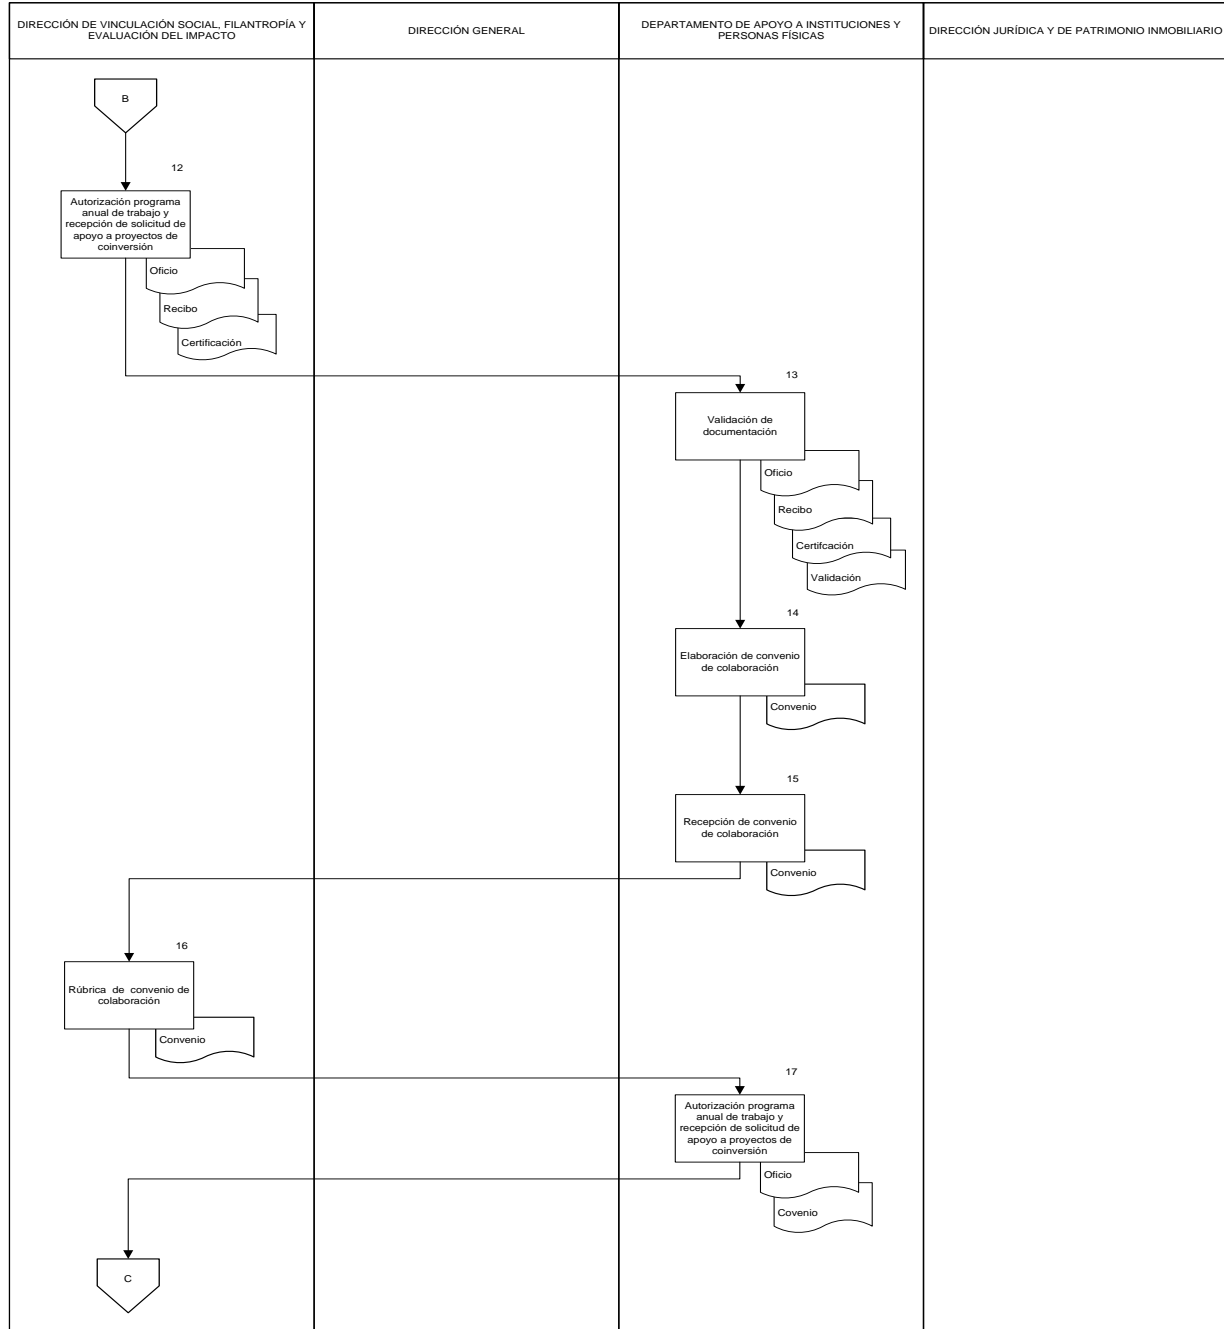 DIRECCIÓN DE VINCULACIÓN SOCIAL, FILANTROPÍA Y
EVALUACIÓN DEL IMPACTO
DIRECCIÓN GENERAL
DEPARTAMENTO DE APOYO A INSTITUCIONES Y
PERSONAS FÍSICAS
DIRECCIÓN JURÍDICA Y DE PATRIMONIO INMOBILIARIO
B
12
Autorización programa
anual de trabajo y
recepción de solicitud de
apoyo a proyectos de
coinversión
Oficio
Recibo
Certificación
13
Validación de
documentación
Oficio
Recibo
Certifcación
Validación
14
Elaboración de convenio
de colaboración
Convenio
15
Recepción de convenio
de colaboración
Convenio
16
Rúbrica de convenio de
colaboración
Convenio
17
Autorización programa
anual de trabajo y
recepción de solicitud de
apoyo a proyectos de
coinversión
Oficio
Covenio
C